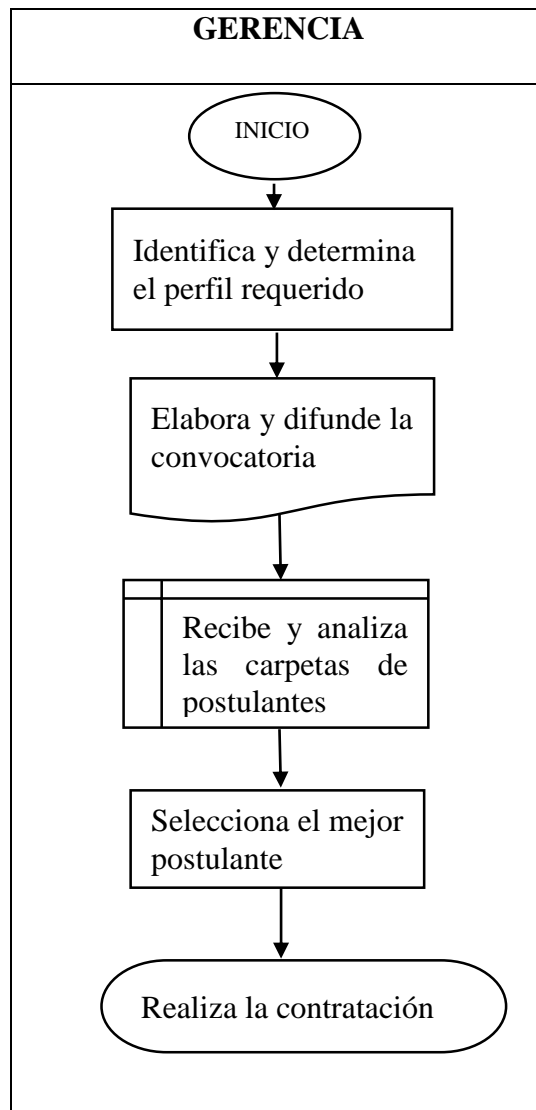 GERENCIA
INICIO
Identifica y determina
el perfil requerido
Elabora y difunde la
convocatoria
Recibe y analiza
las carpetas de
postulantes
Selecciona el mejor
postulante
Realiza la contratación